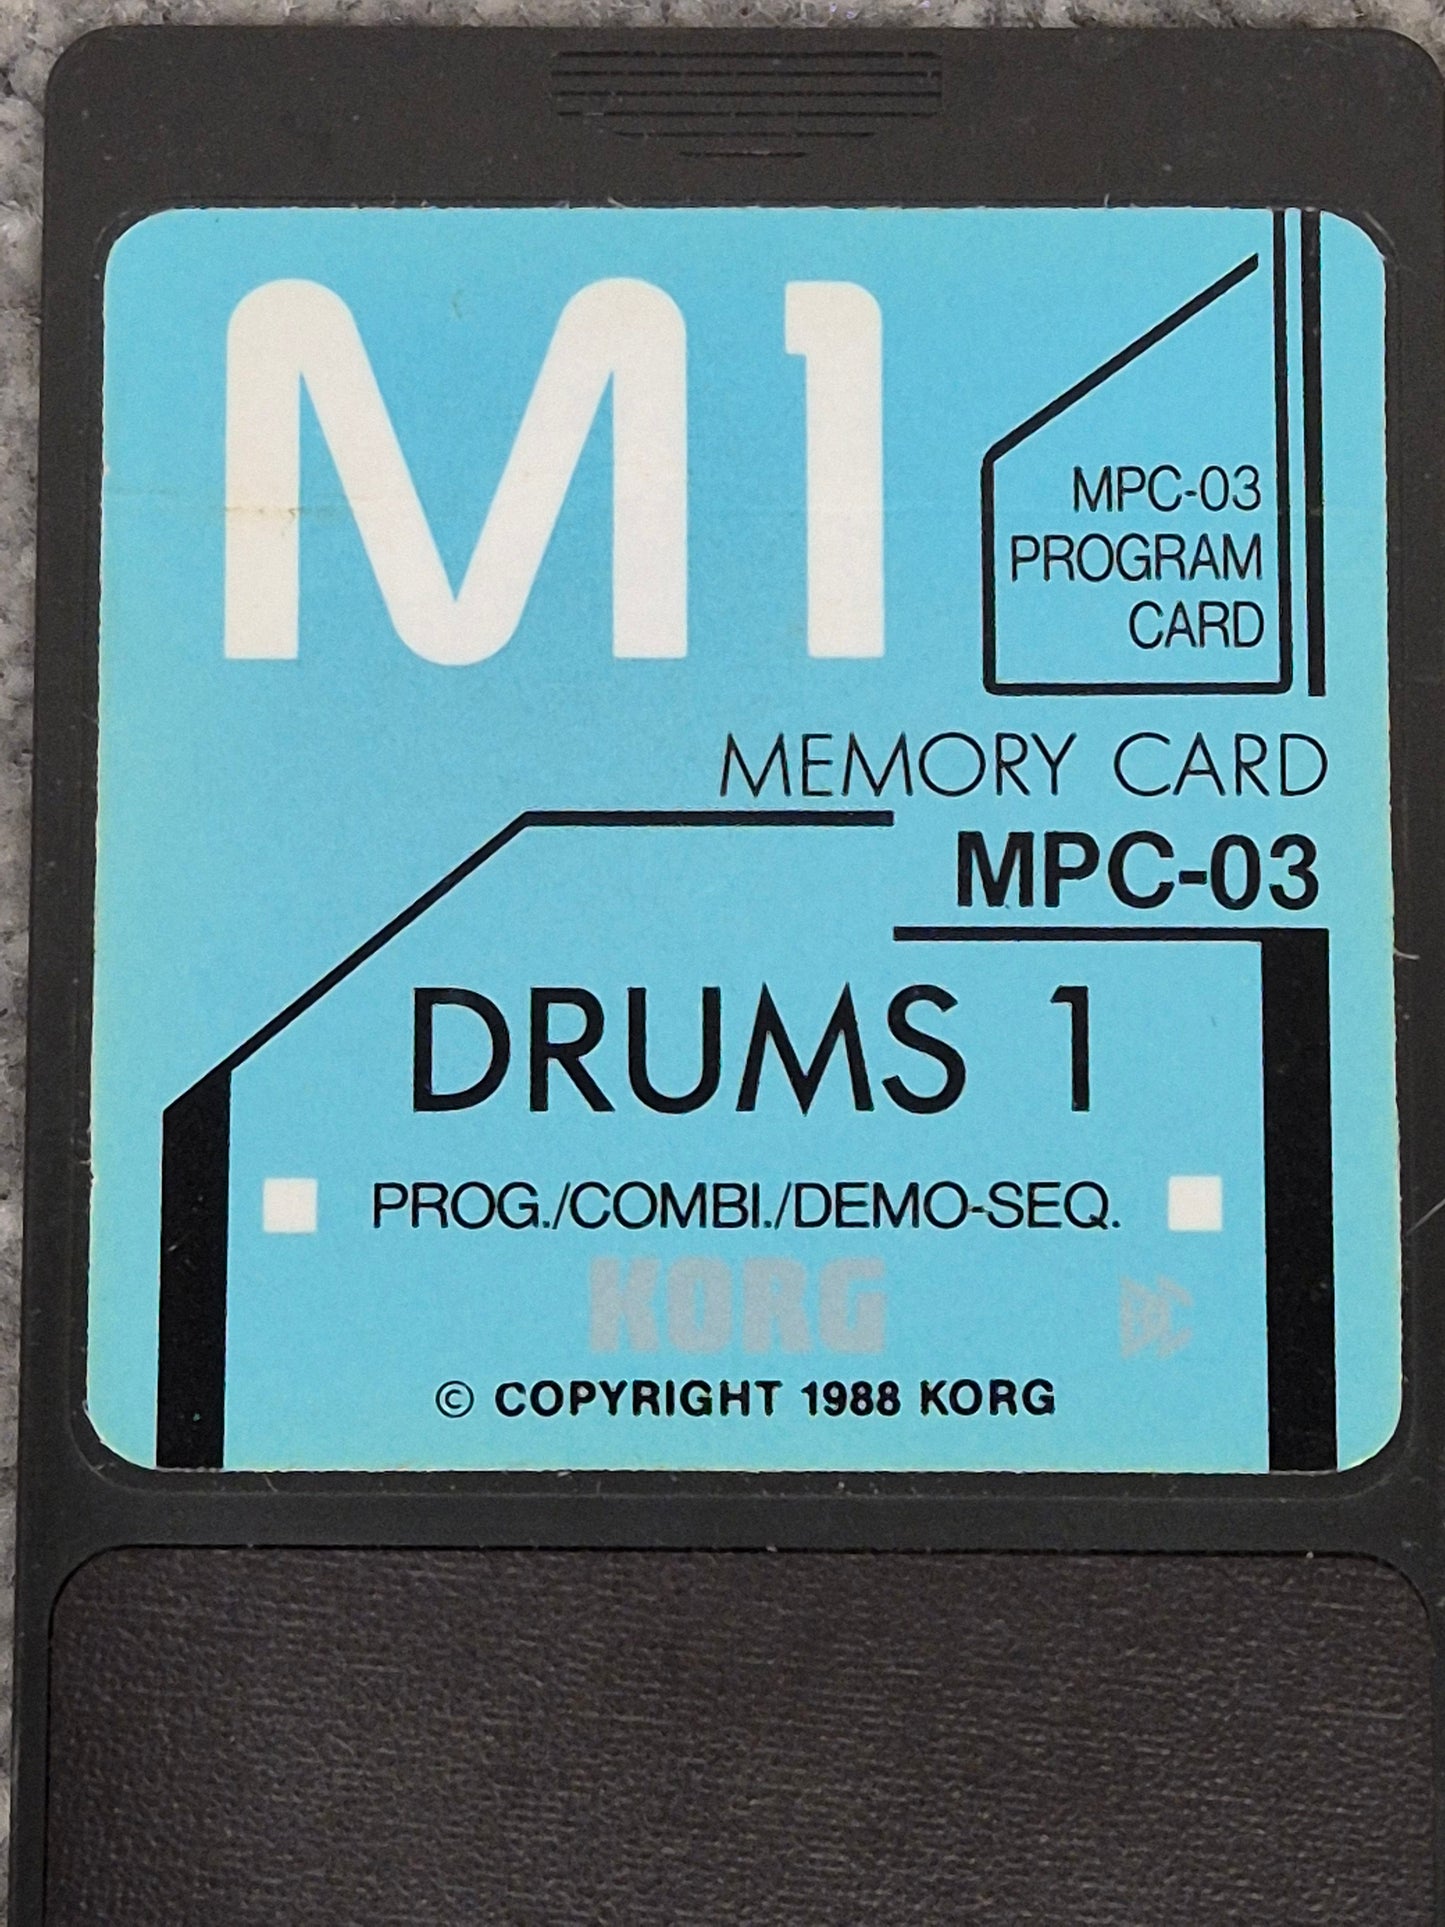 M1
MPC-03
PROGRAM
CARD
MEMORY CARD
MPC-03
DRUMS 1
PROG./COMBI./DEMO-SEQ.
KORG
© COPYRIGHT 1988 KORG